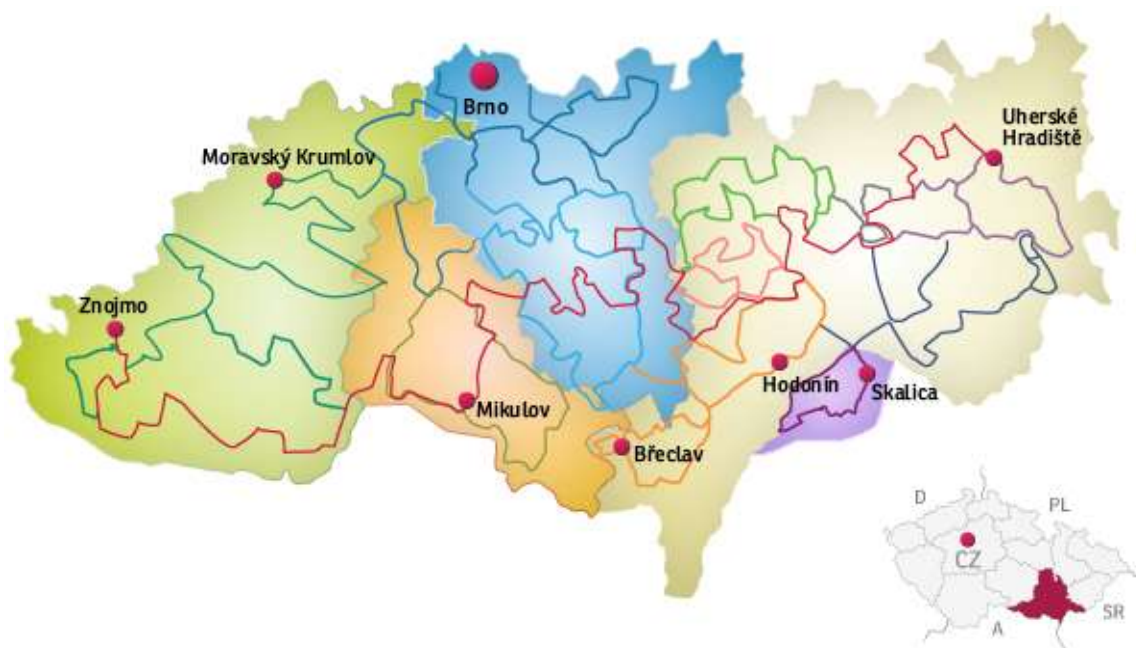 Brno
Uherské
Hradiště
Moravský Krumlov
Znojmo
Hodonín
Skalica
Mikulov
Břeclav
D
PL
CZ
SR
A